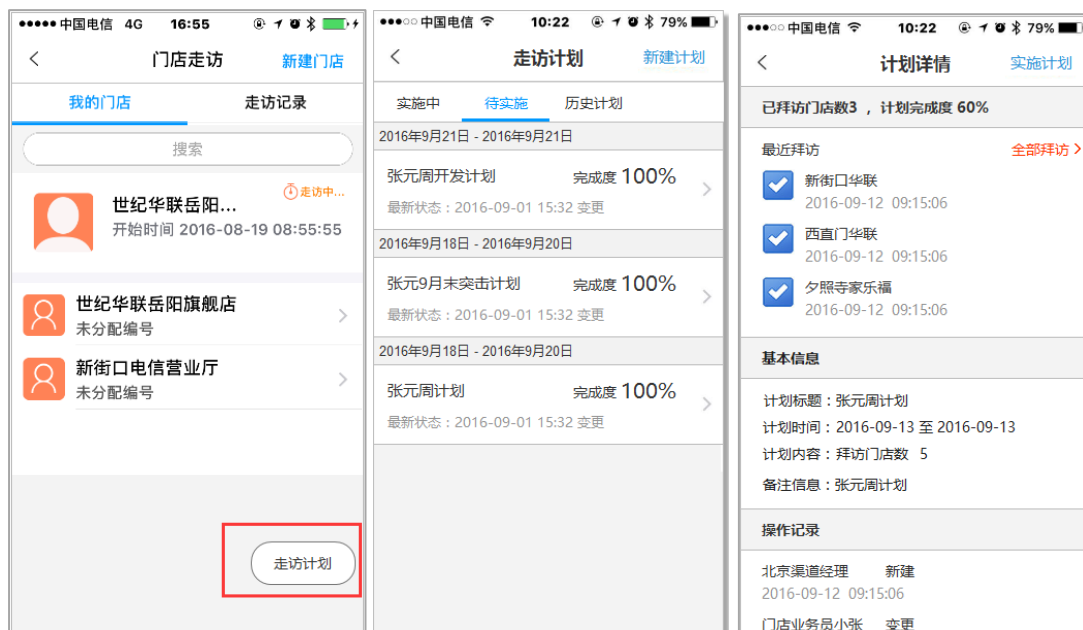 中国电信 4G 16:55
门店走访 新建门店
我的门店 走访记录
搜索
走访中...
世纪华联岳阳...
开始时间 2016-08-19 08:55:55
世纪华联岳阳旗舰店
未分配编号
新街口电信营业厅
未分配编号
走访计划
中国电信 10:22 79%
走访计划 新建计划
实施中 待实施 历史计划
2016年9月21日 - 2016年9月21日
张元周开发计划 完成度 100%
最新状态：2016-09-01 15:32 变更
2016年9月18日 - 2016年9月20日
张元9月末突击计划 完成度 100%
最新状态：2016-09-01 15:32 变更
2016年9月18日 - 2016年9月20日
张元周计划 完成度 100%
最新状态：2016-09-01 15:32 变更
中国电信 10:22 79%
计划详情 实施计划
已拜访门店数3 ，计划完成度 60%
最近拜访 全部拜访
新街口华联
2016-09-12 09:15:06
西直门华联
2016-09-12 09:15:06
夕照寺家乐福
2016-09-12 09:15:06
基本信息
计划标题：张元周计划
计划时间：2016-09-13 至 2016-09-13
计划内容：拜访门店数 5
备注信息：张元周计划
操作记录
北京渠道经理 新建
2016-09-12 09:15:06
门店业务员小张 变更